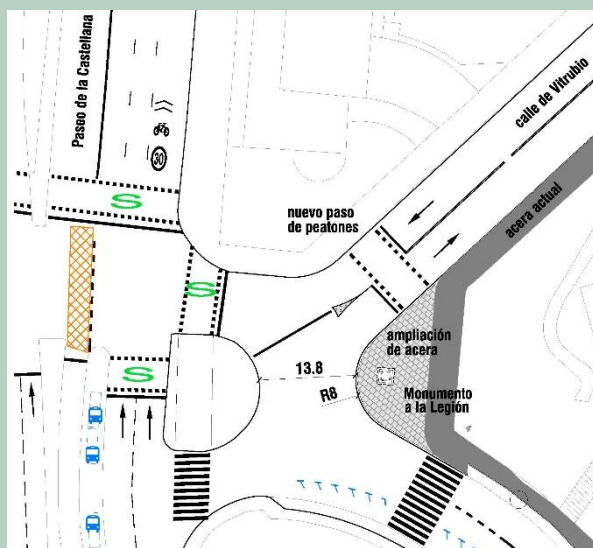 Paseo de la Castellana
30
S
S
S
calle de Vitrubio
acera actual
nuevo paso
de peatones
ampliación
de acera
13.8
R8
Monumento
a la Legión